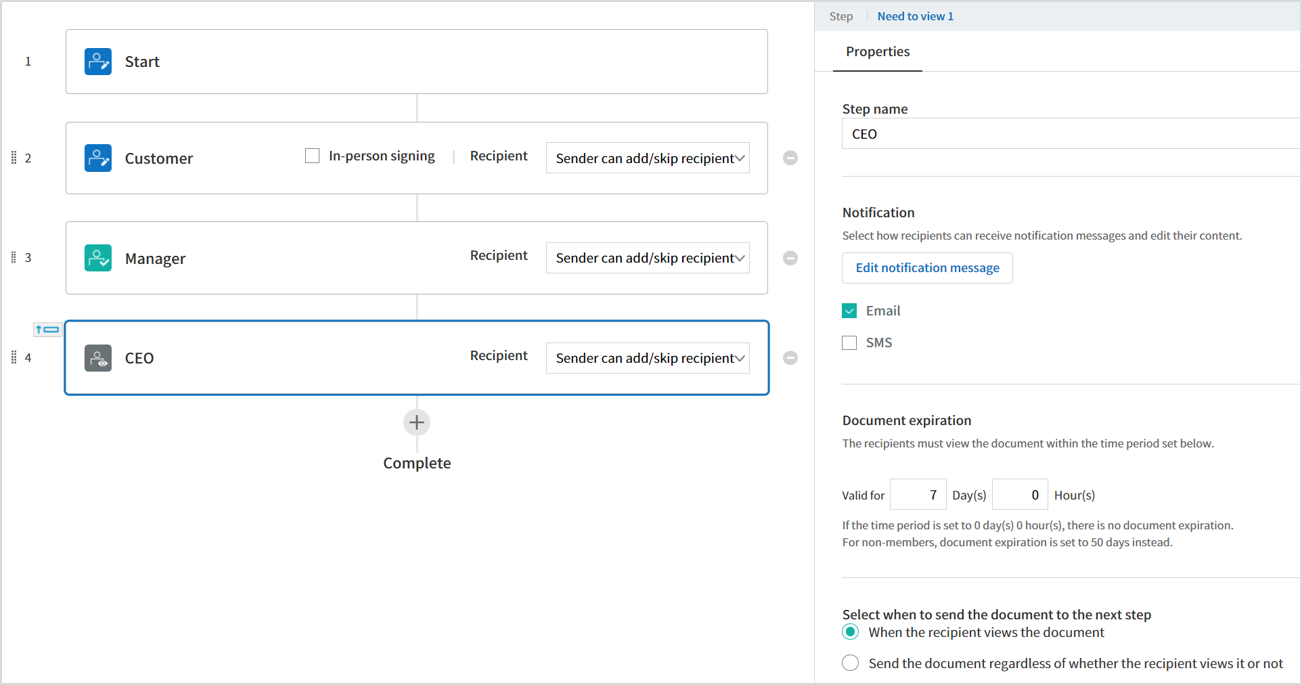 1
Start
2
Customer
In-person signing
Recipient
Sender can add/skip recipient
3
Manager
Recipient
Sender can add/skip recipient
4
CEO
Recipient
Sender can add/skip recipient
Complete
Step
Need to view 1
Properties
Step name
CEO
Notification
Select how recipients can receive notification messages and edit their content.
Edit notification message
Email
SMS
Document expiration
The recipients must view the document within the time period set below.
Valid for 7 Day(s) 0 Hour(s)
If the time period is set to 0 day(s) 0 hour(s), there is no document expiration.
For non-members, document expiration is set to 50 days instead.
Select when to send the document to the next step
When the recipient views the document
Send the document regardless of whether the recipient views it or not